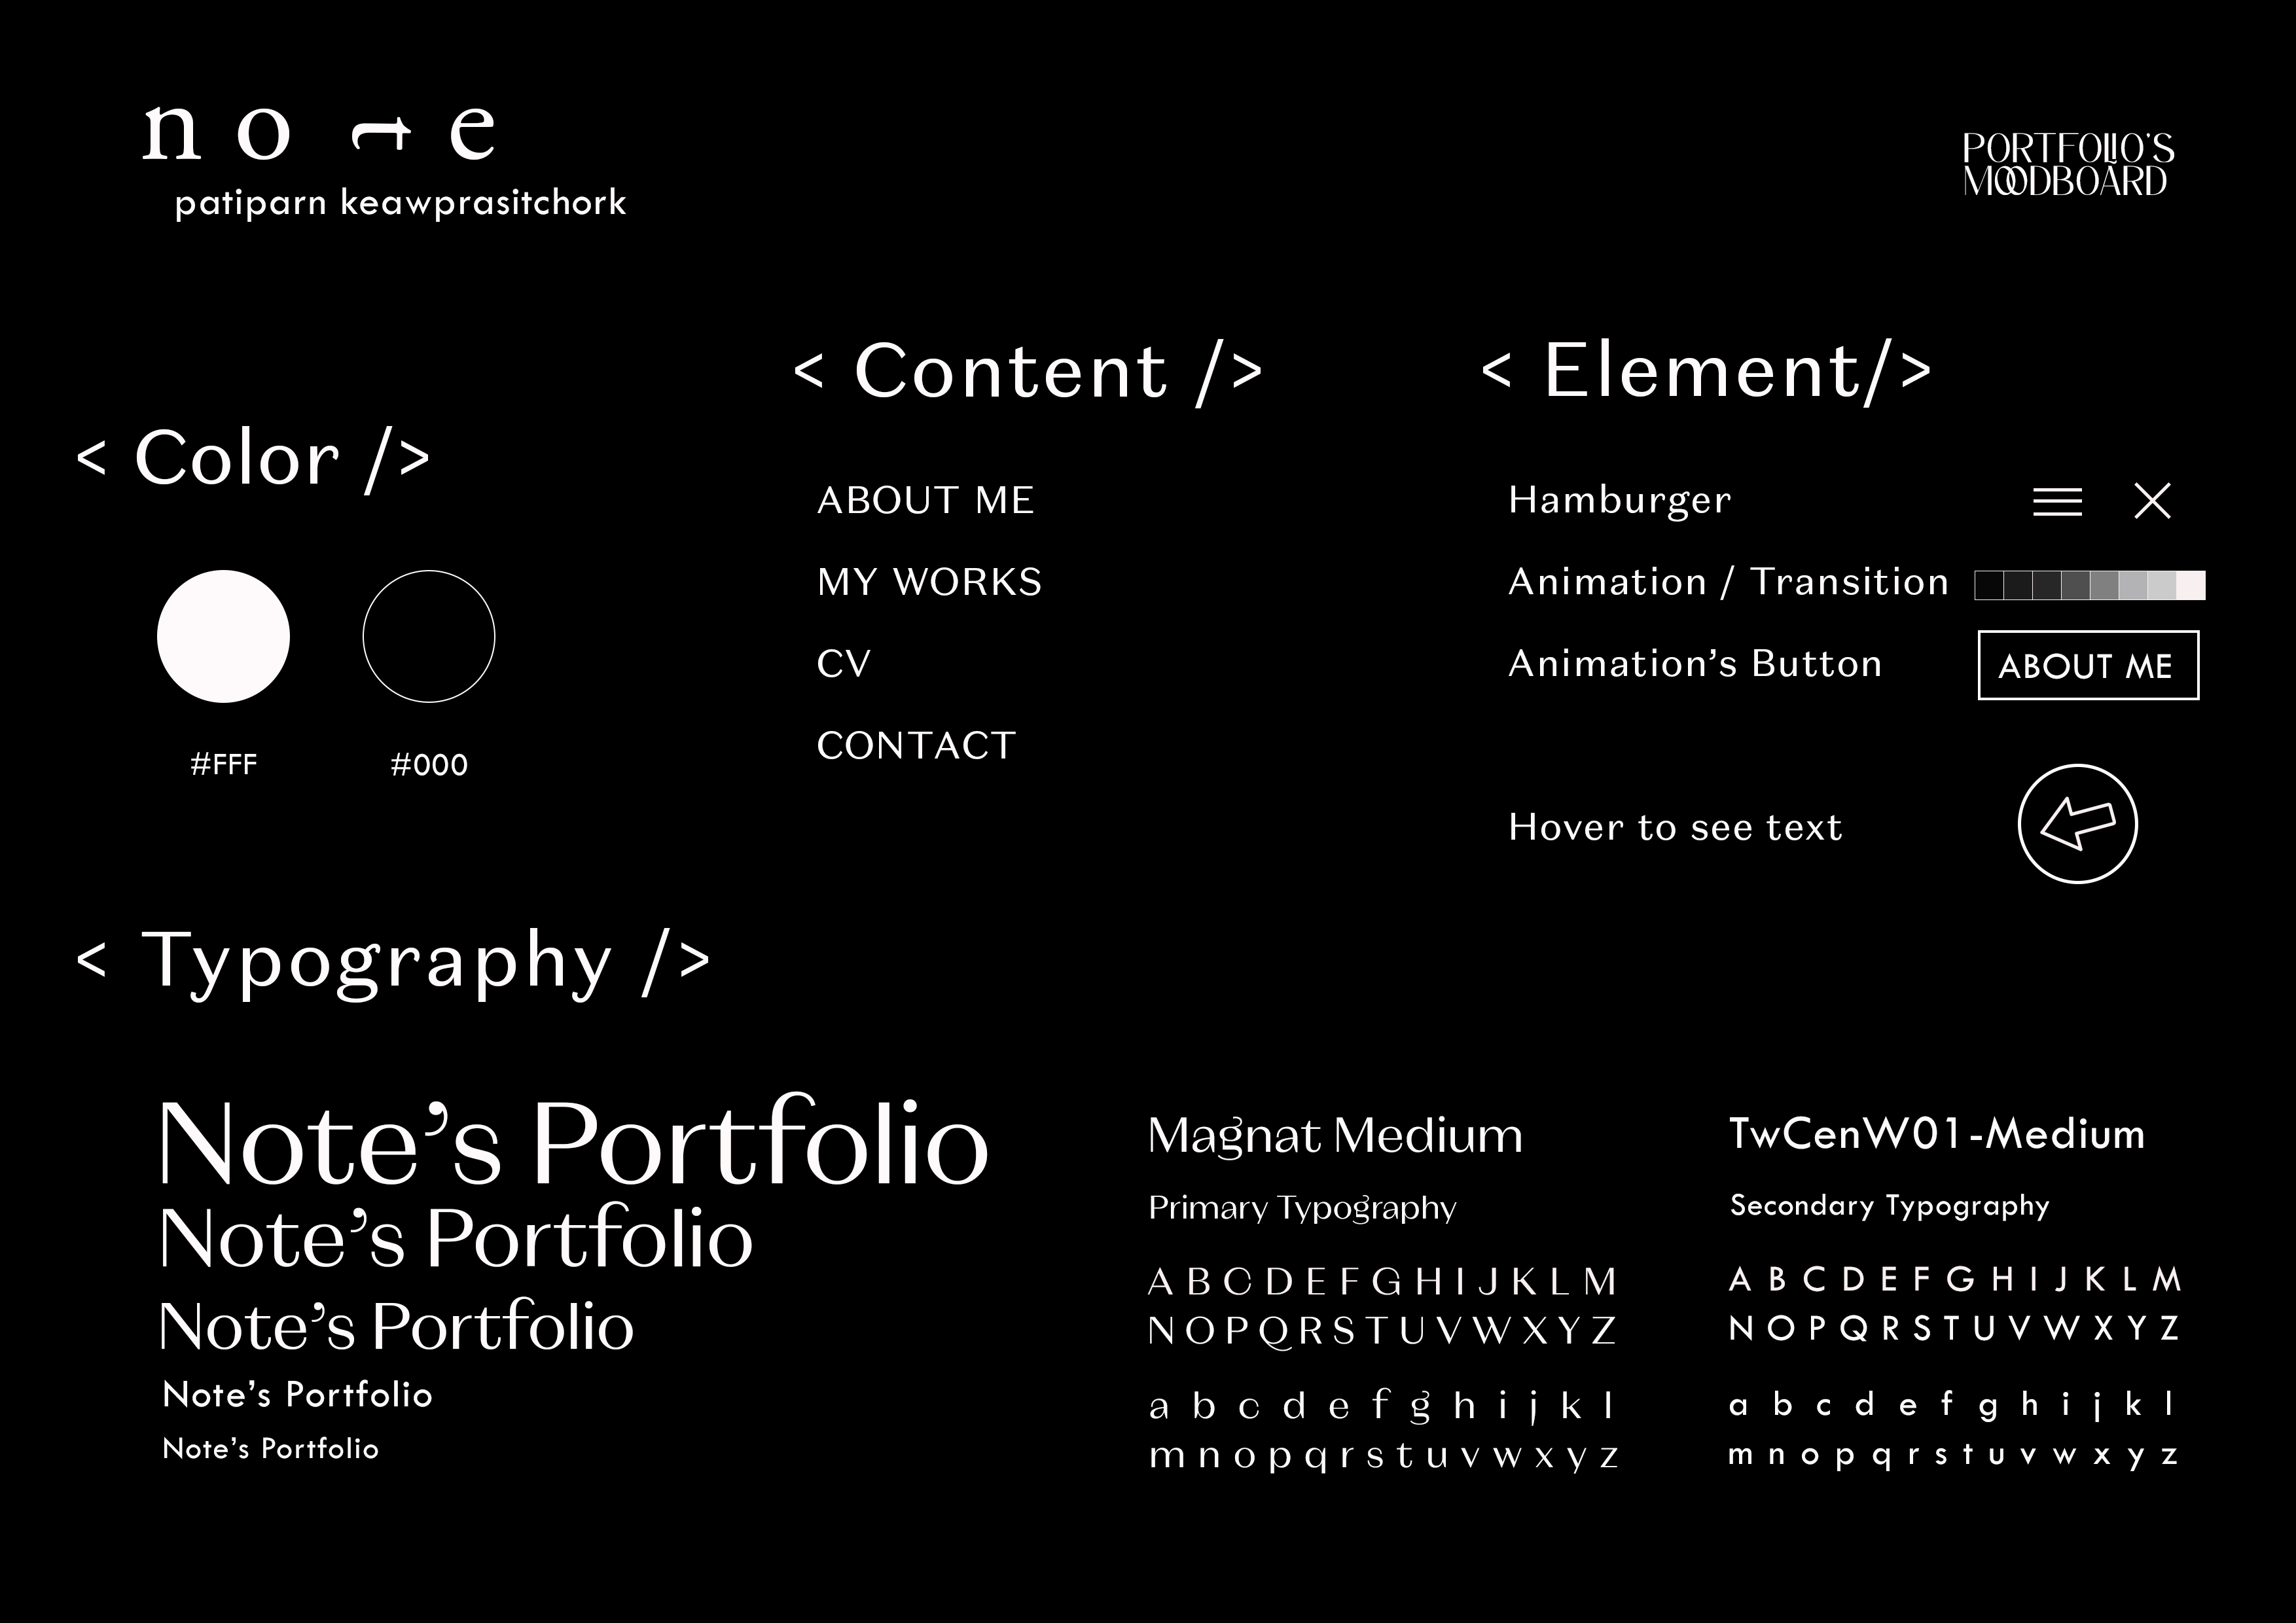 note
patiparn keawprasitchork
PORTFOLIO'S
MOODBOARD
< Color />
#FFF
#000
< Content />
ABOUT ME
MY WORKS
CV
CONTACT
< Element/>
Hamburger
Animation / Transition
Animation’s Button
ABOUT ME
Hover to see text
< Typography />
Note’s Portfolio
Note’s Portfolio
Note’s Portfolio
Note’s Portfolio
Note’s Portfolio
Magnat Medium
Primary Typography
A B C D E F G H I J K L M
N O P Q R S T U V W X Y Z
a b c d e f g h i j k l
m n o p q r s t u v w x y z
TwCenW01-Medium
Secondary Typography
A B C D E F G H I J K L M
N O P Q R S T U V W X Y Z
a b c d e f g h i j k l
m n o p q r s t u v w x y z